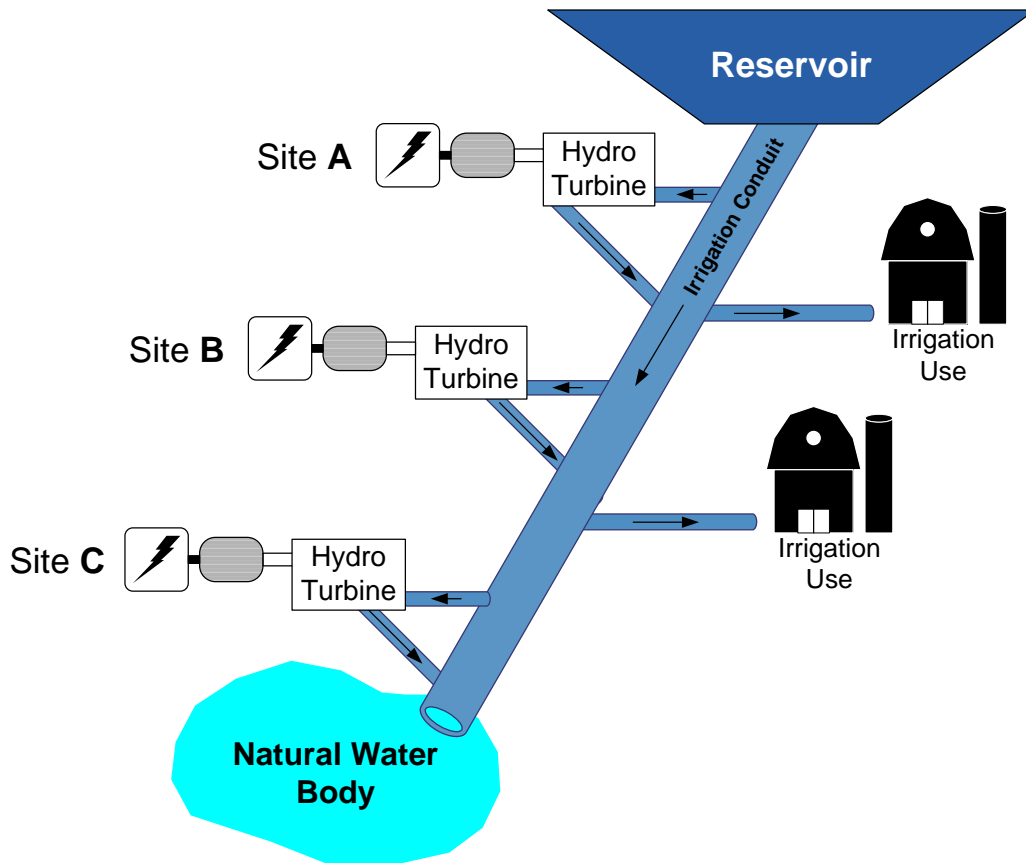 Reservoir
Site A
Hydro
Turbine
Irrigation Conduit
Irrigation
Use
Site B
Hydro
Turbine
Irrigation
Use
Site C
Hydro
Turbine
Natural Water
Body